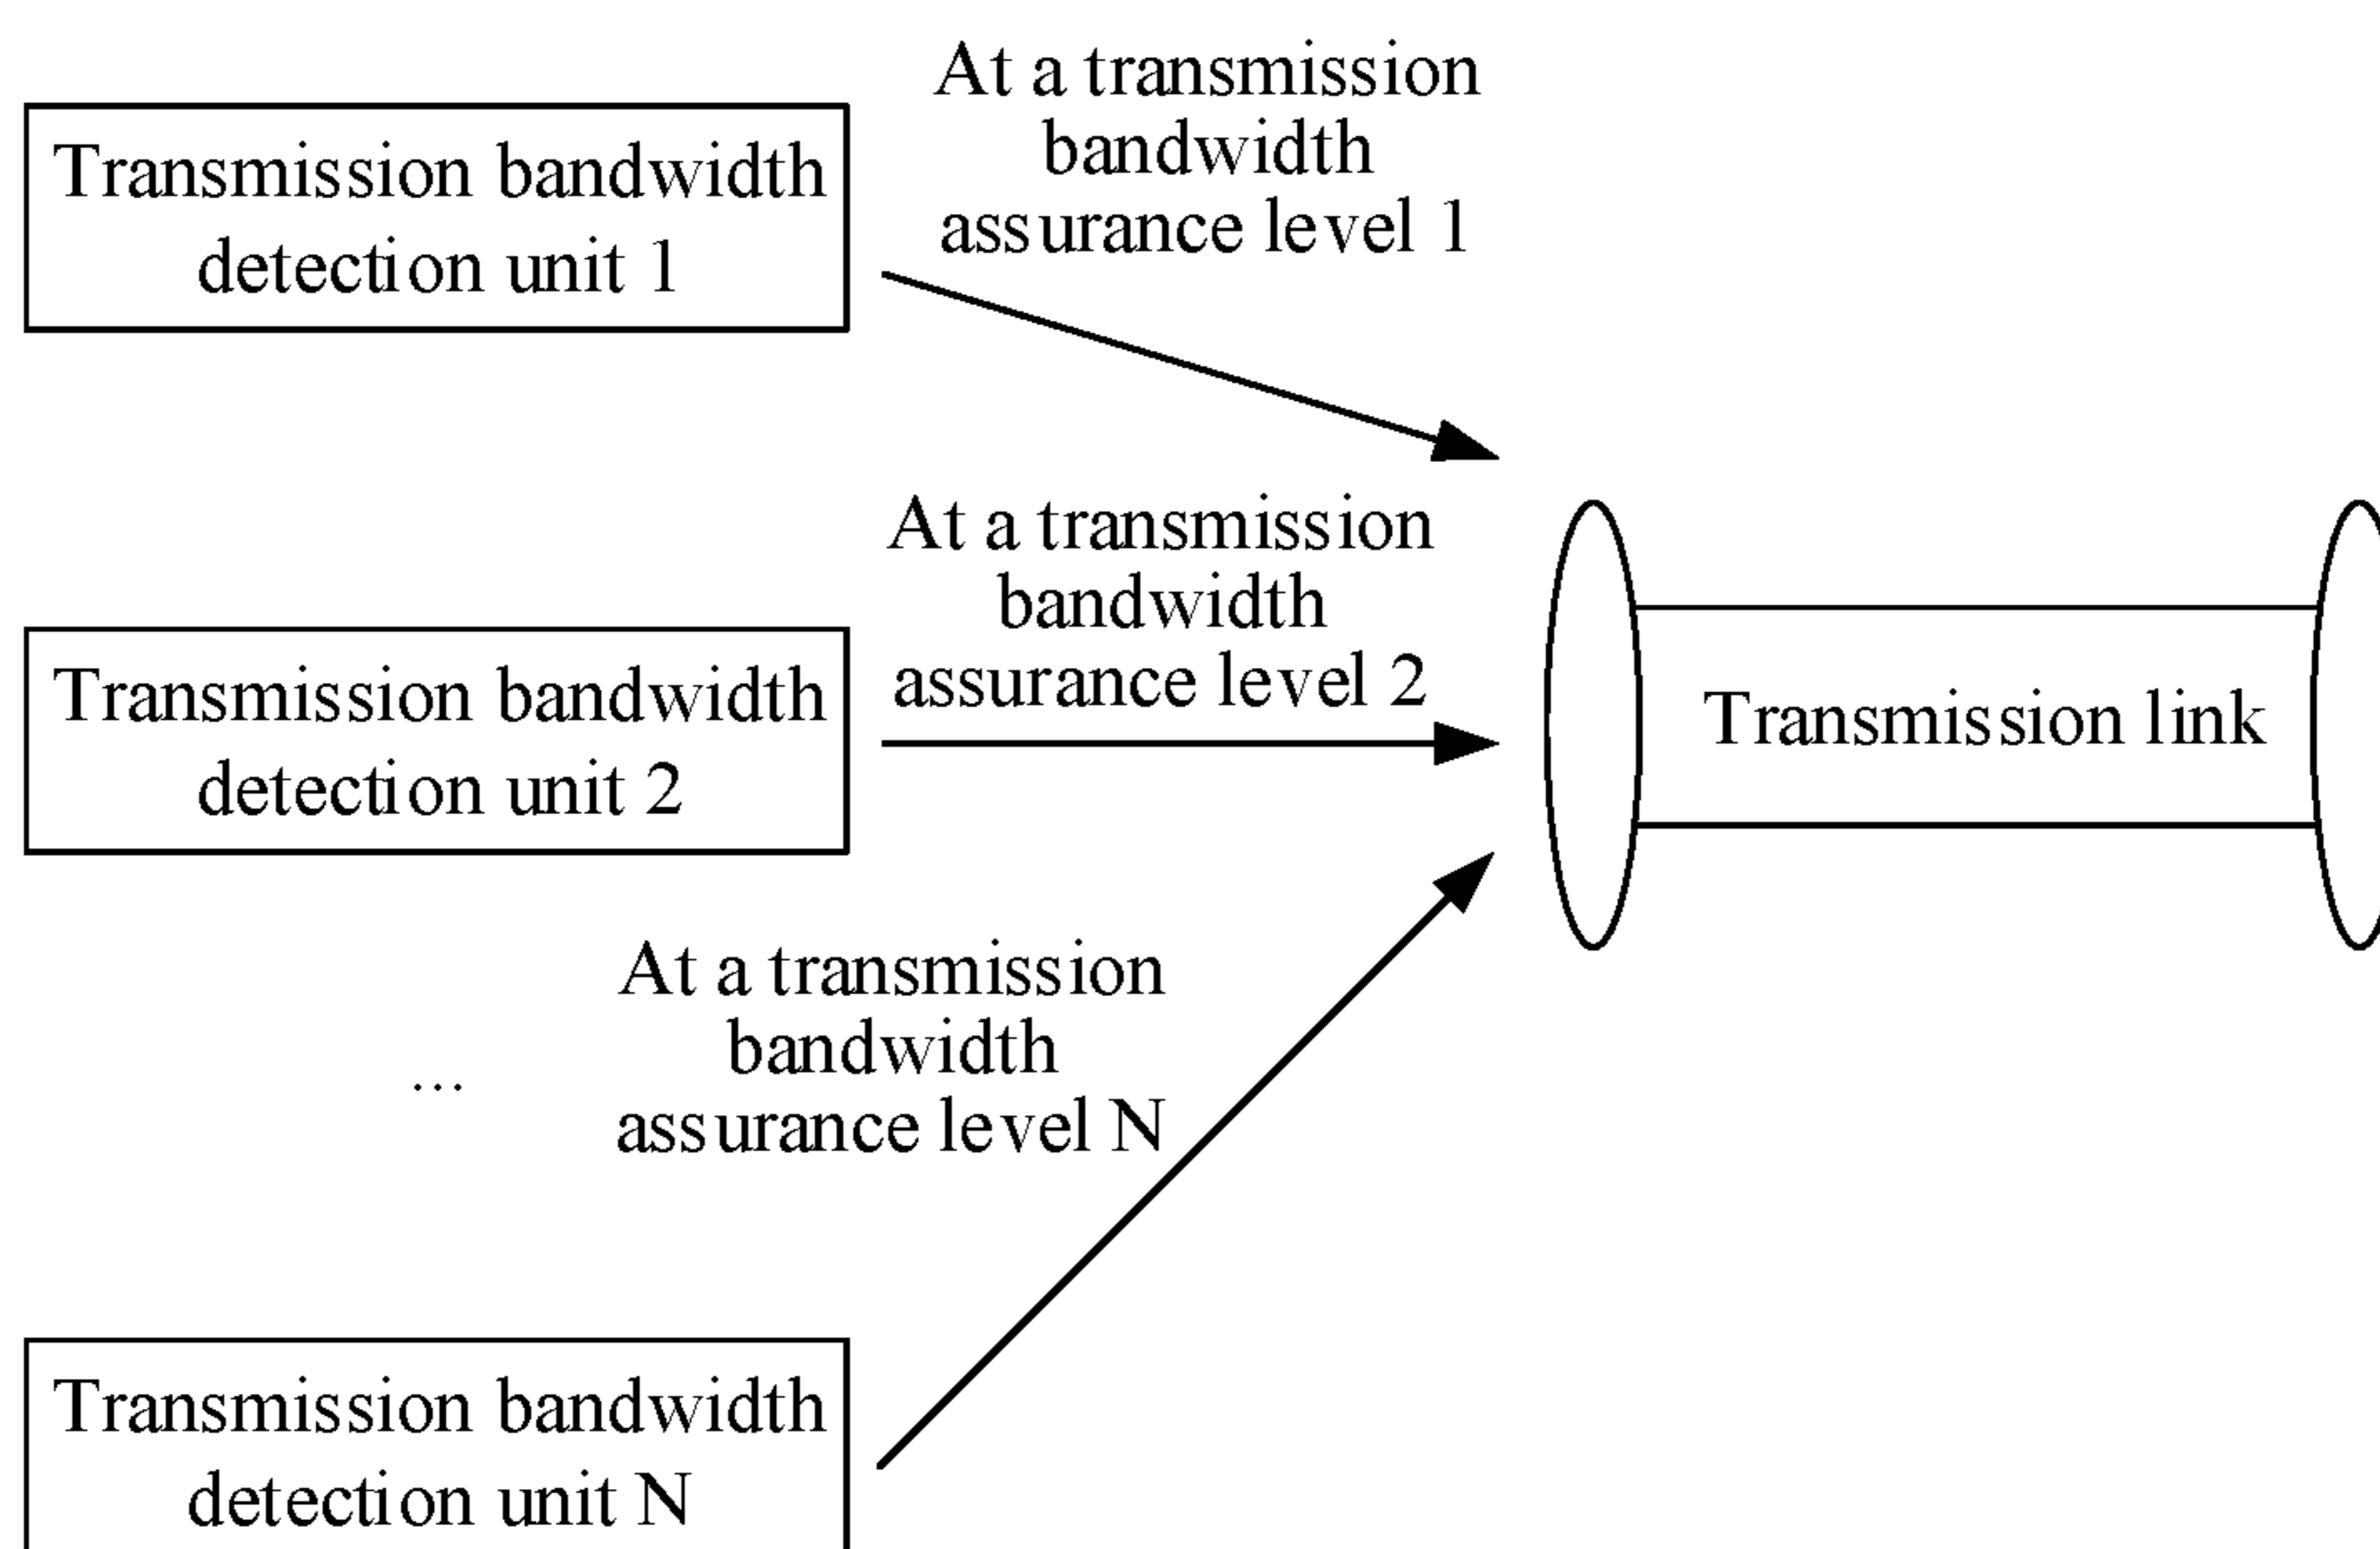 At a transmission
bandwidth
assurance level 1
Transmission bandwidth
detection unit 1
At a transmission
bandwidth
assurance level 2
Transmission bandwidth
detection unit 2
Transmission link
At a transmission
bandwidth
assurance level N
...
Transmission bandwidth
detection unit N